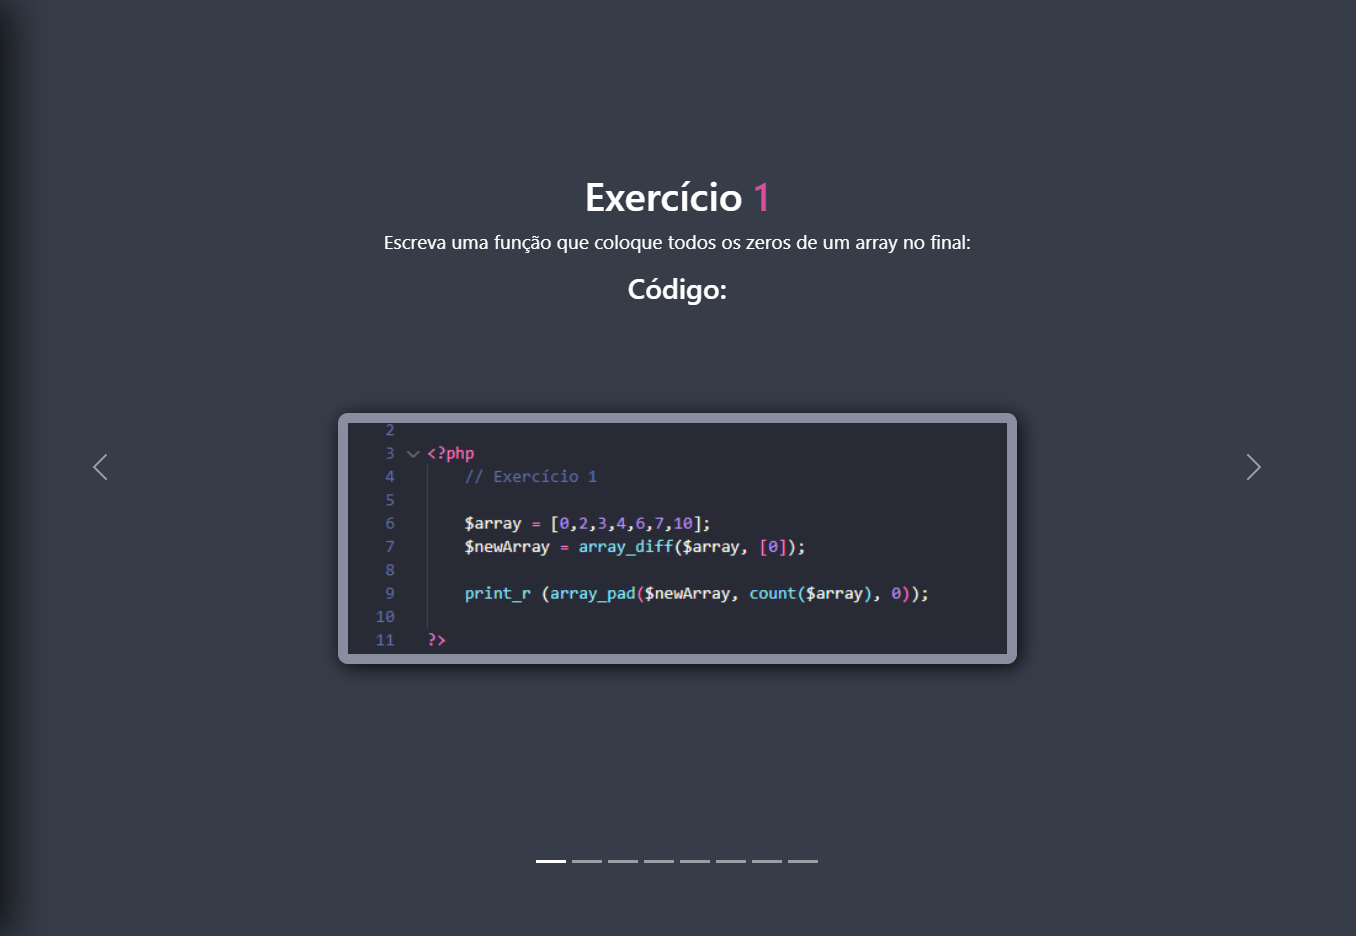 Exercício 1
Escreva uma função que coloque todos os zeros de um array no final:
Código:
2
3 <?php
4 // Exercício 1
5
6 $array = [0,2,3,4,6,7,10];
7 $newArray = array_diff($array, [0]);
8
9 print_r (array_pad($newArray, count($array), 0));
10
11 ?>